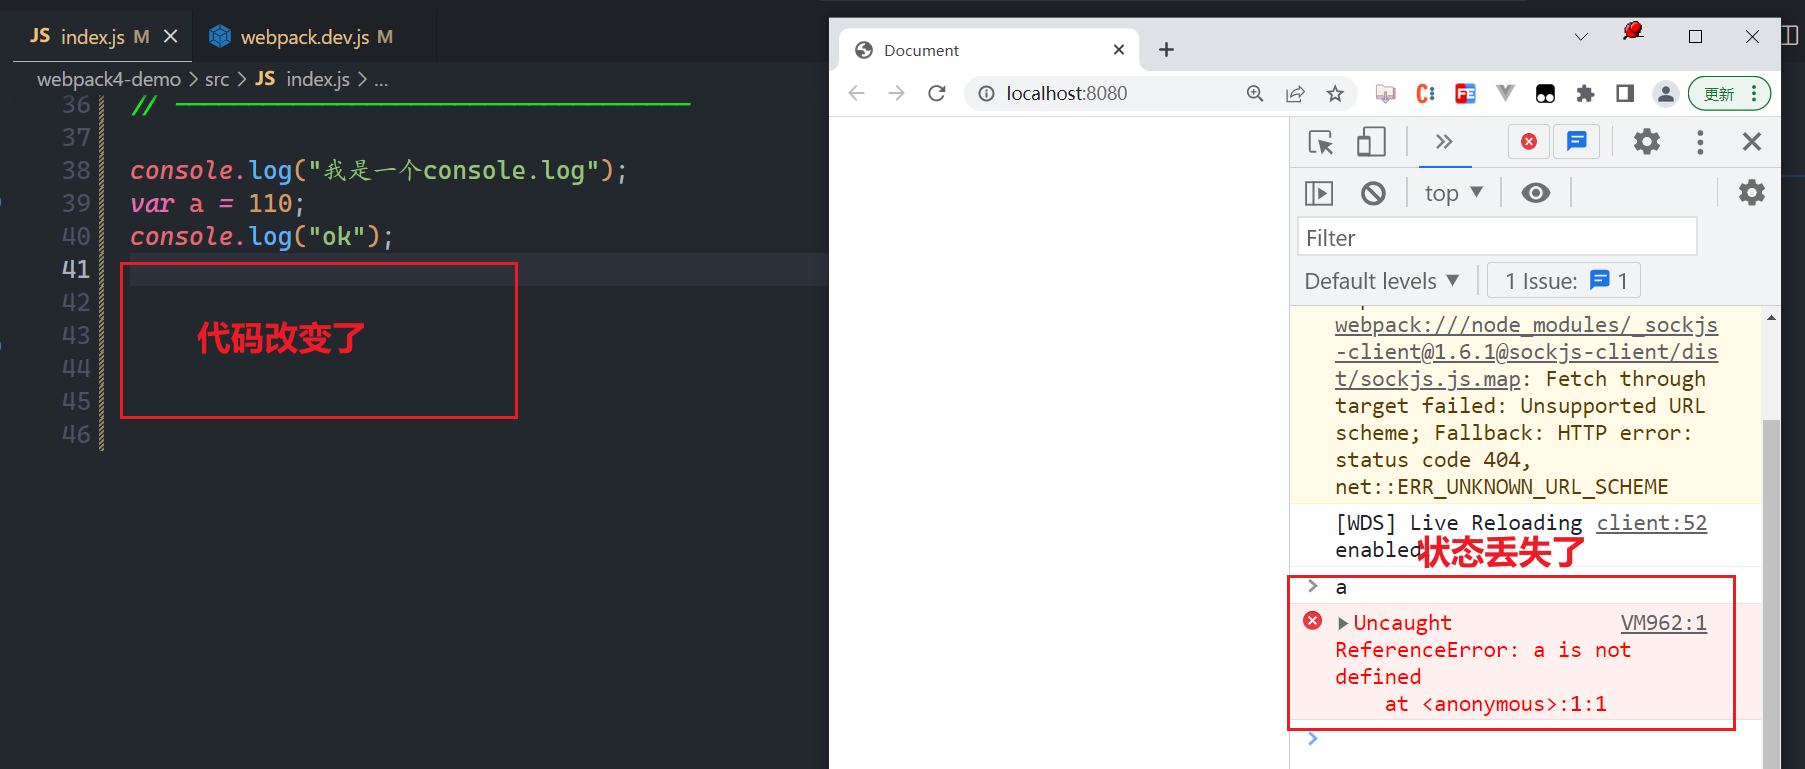 JS index.js M
webpack.dev.js M
webpack4-demo > src > JS index.js > ...
36 // ——————————————————————————————
37
38 console.log("我是一个console.log");
39 var a = 110;
40 console.log("ok");
41
42
43
44
45
46
代码改变了
Document
localhost:8080
FE
更新
top
Filter
Default levels
1 Issue: 1
webpack:///node_modules/_sockjs
-client@1.6.1@sockjs-client/dis
t/sockjs.js.map: Fetch through
target failed: Unsupported URL
scheme; Fallback: HTTP error:
status code 404,
net::ERR_UNKNOWN_URL_SCHEME
[WDS] Live Reloading client:52
enabled
状态丢失了
> a
Uncaught VM962:1
ReferenceError: a is not
defined
at <anonymous>:1:1
>